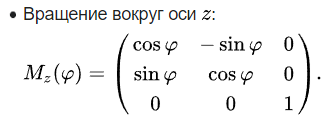 • Вращение вокруг оси z:
cos φ − sin φ 0
M_z(φ) = ( sin φ cos φ 0 ).
0 0 1